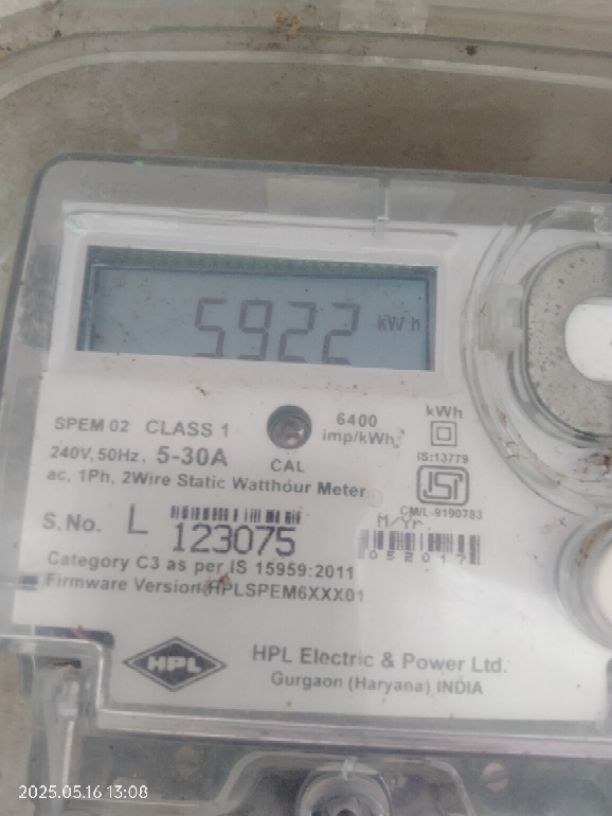 5922 kWh
SPEM 02 CLASS 1
6400
imp/kWh
kWh
240V, 50Hz, 5-30A
CAL
IS:13779
ac, 1Ph, 2Wire Static Watthour Meter
CM/L-9190783
S.No. L 123075
M/Yr.
052017
Category C3 as per IS 15959:2011
Firmware Version HPLSPEM6XXX01
HPL
HPL Electric & Power Ltd.
Gurgaon (Haryana) INDIA
2025.05.16 13:08